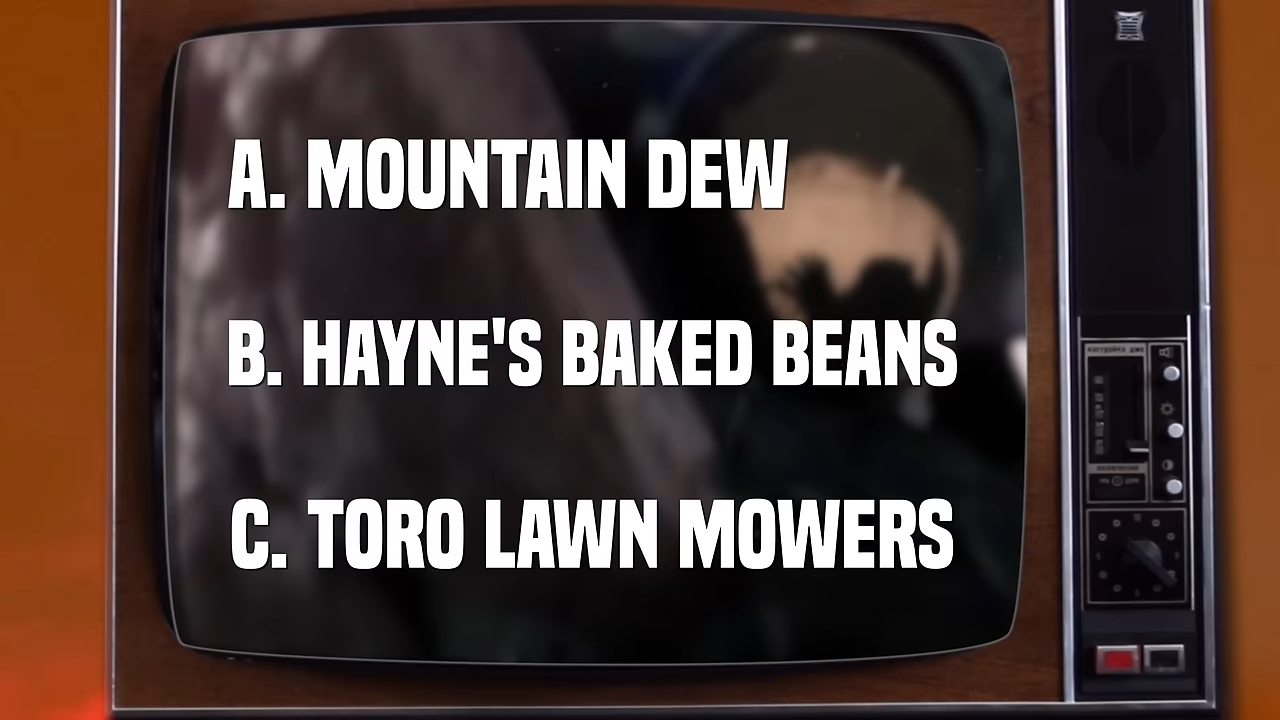 A. MOUNTAIN DEW
B. HAYNE'S BAKED BEANS
C. TORO LAWN MOWERS